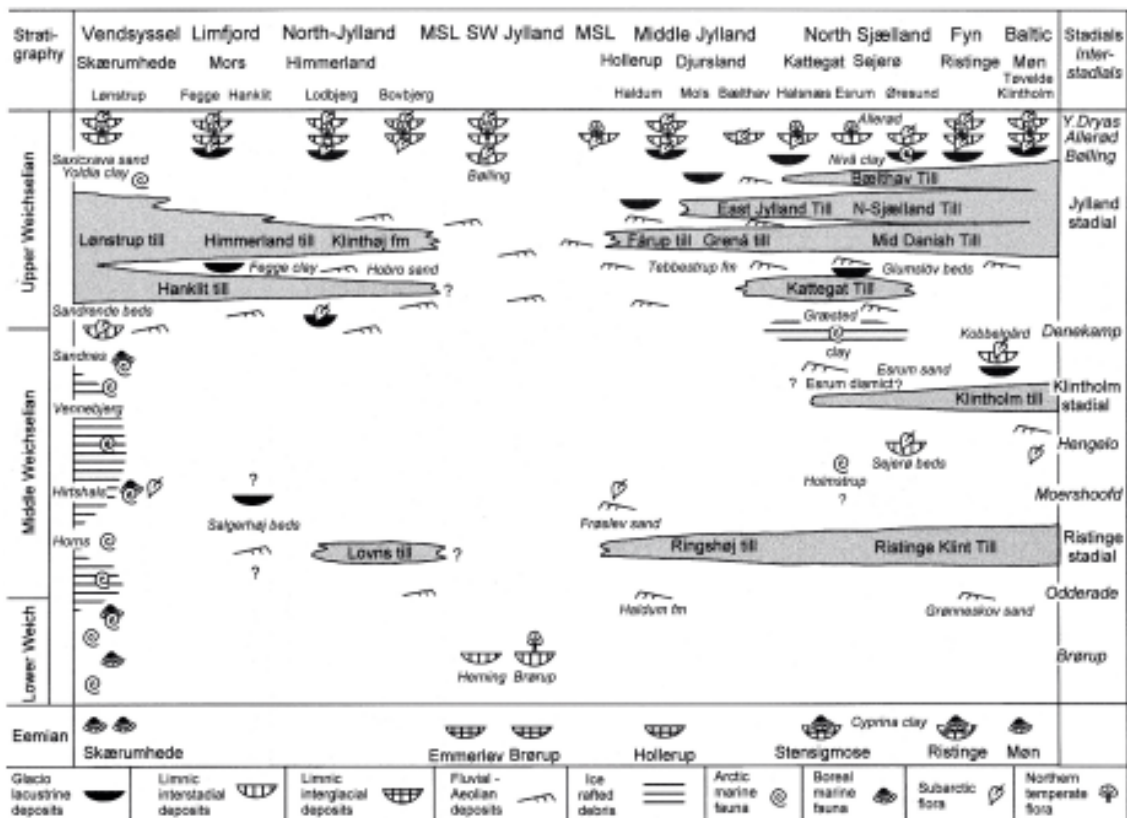 Strati-
graphy
Vendsyssel Limfjord North-Jylland MSL SW Jylland MSL Middle Jylland North Sjælland Fyn Baltic
Skærumhede Mors Himmerland Hollerup Djursland Kattegat Sejerø Ristinge Møn
Tøvelde
Lønstrup Fegge Hanklit Lodbjerg Bovbjerg Haldum Mols Bælthav Halsnæs Esrum Øresund Klintholm
Stadials
Inter-
stadials
Upper Weichselian
Middle Weichselian
Lower Weich
Eemian
Allerød
Y.Dryas
Allerød
Saxicxava sand
Yoldia clay
Bølling
Nivå clay
Bølling
Bælthav Till
East Jylland Till N-Sjælland Till
Jylland
stadial
Lønstrup till Himmerland till Klinthøj fm
Fårup till Grenå till Mid Danish Till
Fegge clay Hobro sand
Tebbestrup fm Glumslöv beds
Hanklit till ?
Kattegat Till
Sandrende beds
Græsted
clay
Kobbelgård
Denekamp
Sandnes
Esrum sand
? Esrum diamict ?
Klintholm till
Klintholm
stadial
Vennebjerg
Hengelo
Sejerø beds
Holmstrup
?
Hirtshals
?
Moershoofd
Salgerhøj beds
Frøslev sand
Homs
Lovns till ?
?
Ringshøj till Ristinge Klint Till
Ristinge
stadial
Odderade
Haldum fm
Grønneskov sand
Herning Brørup
Brørup
Cyprina clay
Skærumhede Emmerlev Brørup Hollerup Stensigmose Ristinge Møn
Glacio
lacustrine
deposits
Limnic
interstadial
deposits
Limnic
interglacial
deposits
Fluvial -
Aeolian
deposits
Ice
rafted
debris
Arctic
marine
fauna
Boreal
marine
fauna
Subarctic
flora
Northern
temperate
flora